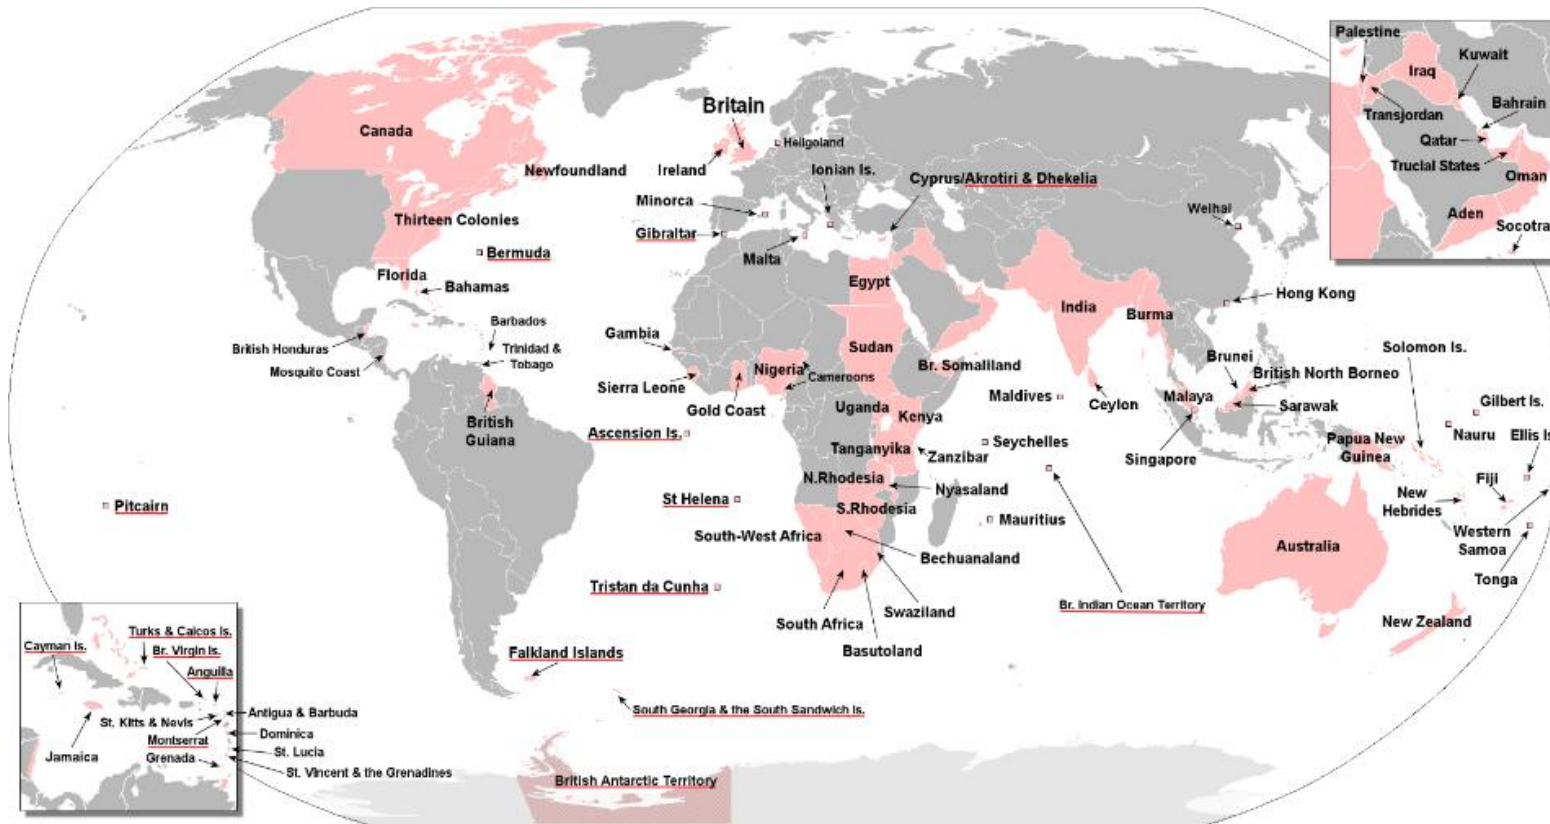 Canada
Newfoundland
Thirteen Colonies
Bermuda
Florida
Bahamas
British Honduras
Mosquito Coast
Barbados
Trinidad &
Tobago
British
Guiana
Pitcairn
Britain
Ireland
Heligoland
Ionian Is.
Minorca
Gibraltar
Malta
Cyprus/Akrotiri & Dhekelia
Weihai
Egypt
Gambia
Sudan
Sierra Leone
Gold Coast
Nigeria
Cameroons
Br. Somaliland
Uganda
Kenya
Ascension Is.
Tanganyika
Zanzibar
N.Rhodesia
Nyasaland
St Helena
S.Rhodesia
South-West Africa
Bechuanaland
Tristan da Cunha
Swaziland
South Africa
Basutoland
Falkland Islands
South Georgia & the South Sandwich Is.
British Antarctic Territory
India
Burma
Hong Kong
Maldives
Ceylon
Seychelles
Mauritius
Br. Indian Ocean Territory
Malaya
Singapore
Brunei
British North Borneo
Sarawak
Solomon Is.
Gilbert Is.
Nauru
Ellis Is
Papua New
Guinea
Fiji
New
Hebrides
Western
Samoa
Tonga
Australia
New Zealand
Palestine
Iraq
Kuwait
Transjordan
Bahrain
Qatar
Trucial States
Oman
Aden
Socotra
Turks & Caicos Is.
Cayman Is.
Br. Virgin Is.
Anguilla
St. Kitts & Nevis
Antigua & Barbuda
Montserrat
Dominica
Jamaica
Grenada
St. Lucia
St. Vincent & the Grenadines